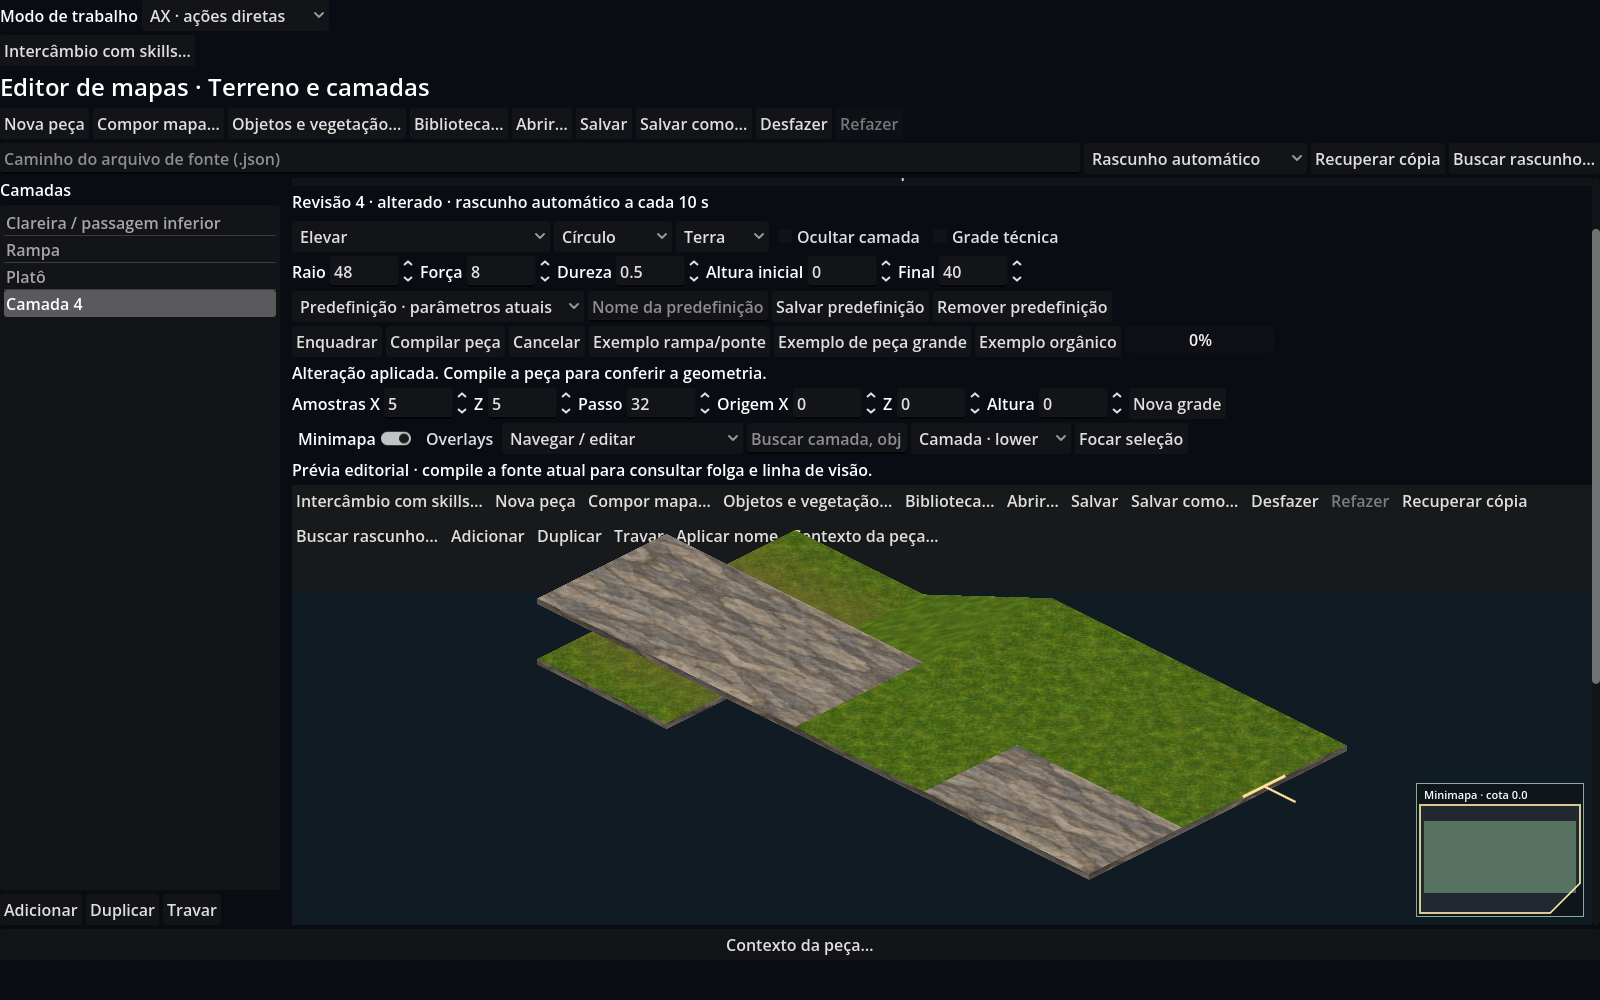 Modo de trabalho AX · ações diretas
Intercâmbio com skills...
Editor de mapas · Terreno e camadas
Nova peça Compor mapa... Objetos e vegetação... Biblioteca... Abrir... Salvar Salvar como... Desfazer Refazer
Caminho do arquivo de fonte (.json) Rascunho automático Recuperar cópia Buscar rascunho...
Camadas
Clareira / passagem inferior
Rampa
Platô
Camada 4
Revisão 4 · alterado · rascunho automático a cada 10 s
Elevar Círculo Terra Ocultar camada Grade técnica
Raio 48 Força 8 Dureza 0.5 Altura inicial 0 Final 40
Predefinição · parâmetros atuais Nome da predefinição Salvar predefinição Remover predefinição
Enquadrar Compilar peça Cancelar Exemplo rampa/ponte Exemplo de peça grande Exemplo orgânico 0%
Alteração aplicada. Compile a peça para conferir a geometria.
Amostras X 5 Z 5 Passo 32 Origem X 0 Z 0 Altura 0 Nova grade
Minimapa Overlays Navegar / editar Buscar camada, obj Camada · lower Focar seleção
Prévia editorial · compile a fonte atual para consultar folga e linha de visão.
Intercâmbio com skills... Nova peça Compor mapa... Objetos e vegetação... Biblioteca... Abrir... Salvar Salvar como... Desfazer Refazer Recuperar cópia
Buscar rascunho... Adicionar Duplicar Travar Aplicar nome Contexto da peça...
Minimapa · cota 0.0
Adicionar Duplicar Travar
Contexto da peça...